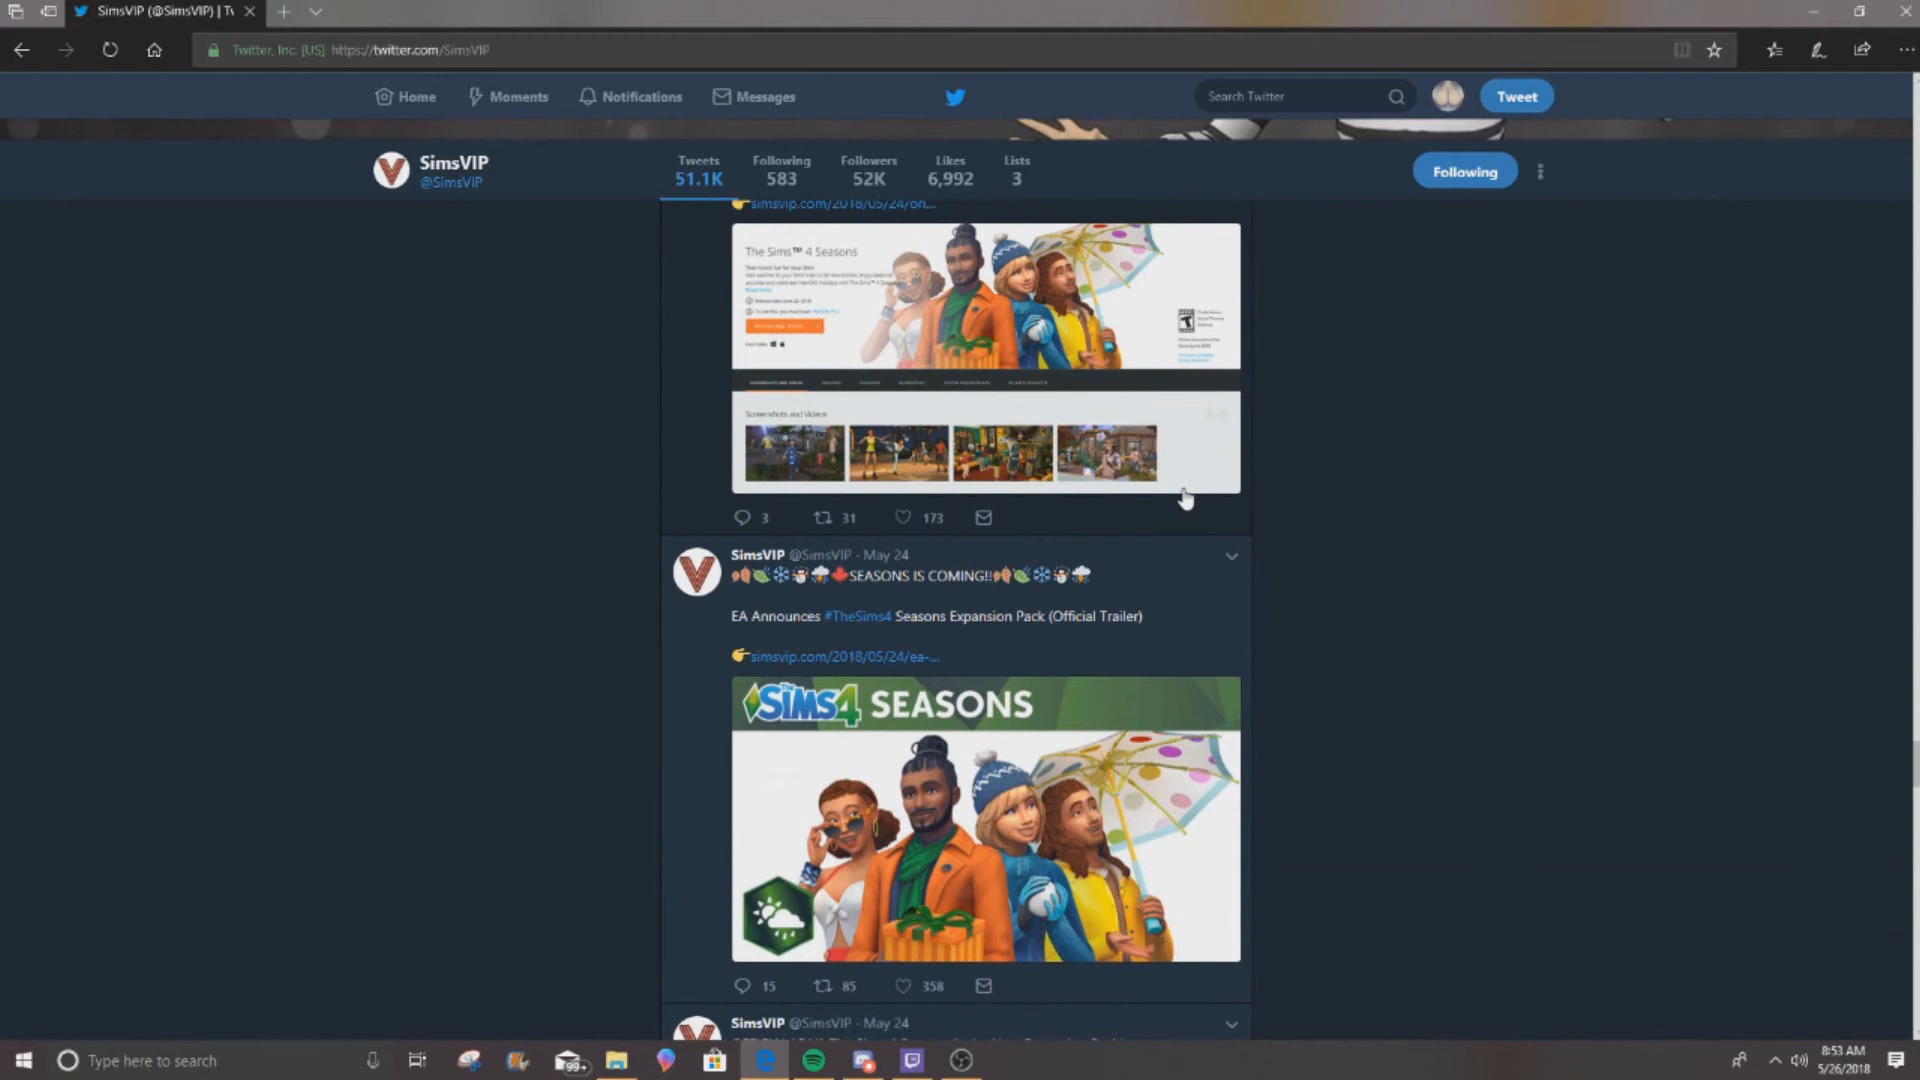 SimsVIP (@SimsVIP) | Tv
Twitter, Inc. [US] https://twitter.com/SimsVIP
Home Moments Notifications Messages Search Twitter Tweet
SimsVIP
@SimsVIP
Tweets Following Followers Likes Lists
51.1K 583 52K 6,992 3
Following
simsvip.com/2018/05/24/ori...
The Sims™ 4 Seasons
Screenshots and Videos
3 31 173
SimsVIP @SimsVIP - May 24
SEASONS IS COMING!!
EA Announces #TheSims4 Seasons Expansion Pack (Official Trailer)
simsvip.com/2018/05/24/ea-...
THE SIMS 4 SEASONS
15 85 358
SimsVIP @SimsVIP - May 24
Type here to search
99+
8:53 AM
5/26/2018